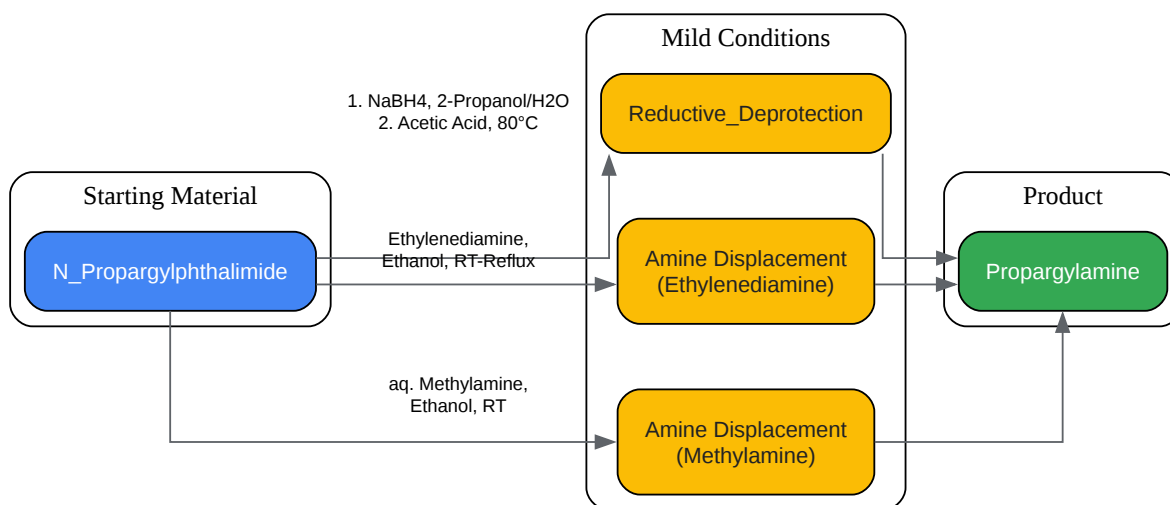 Mild Conditions
1. NaBH4, 2-Propanol/H2O
2. Acetic Acid, 80°C
Reductive_Deprotection
Starting Material
N_Propargylphthalimide
Ethylenediamine,
Ethanol, RT-Reflux
Amine Displacement
(Ethylenediamine)
Product
Propargylamine
aq. Methylamine,
Ethanol, RT
Amine Displacement
(Methylamine)